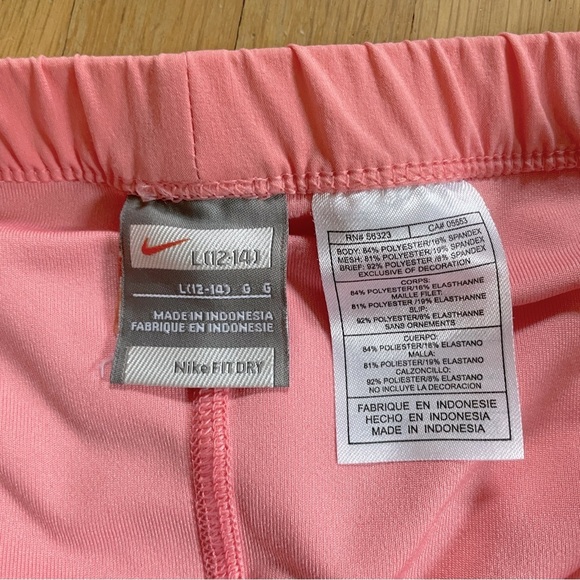 L(12-14)
L(12-14) G G
MADE IN INDONESIA
FABRIQUE EN INDONESIE
Nike FIT DRY
RN# 56323 CA# 05553
BODY: 84% POLYESTER/16% SPANDEX
MESH: 81% POLYESTER/19% SPANDEX
BRIEF: 92% POLYESTER /8% SPANDEX
EXCLUSIVE OF DECORATION
CORPS:
84% POLYESTER/16% ELASTHANNE
MAILLE FILET:
81% POLYESTER /19% ELASTHANNE
SLIP:
92% POLYESTER/8% ELASTHANNE
SANS ORNEMENTS
CUERPO:
84% POLIESTER/16% ELASTANO
MALLA:
81% POLIESTER/19% ELASTANO
CALZONCILLO:
92% POLIESTER/8% ELASTANO
NO INCLUYE LA DECORACION
FABRIQUE EN INDONESIE
HECHO EN INDONESIA
MADE IN INDONESIA